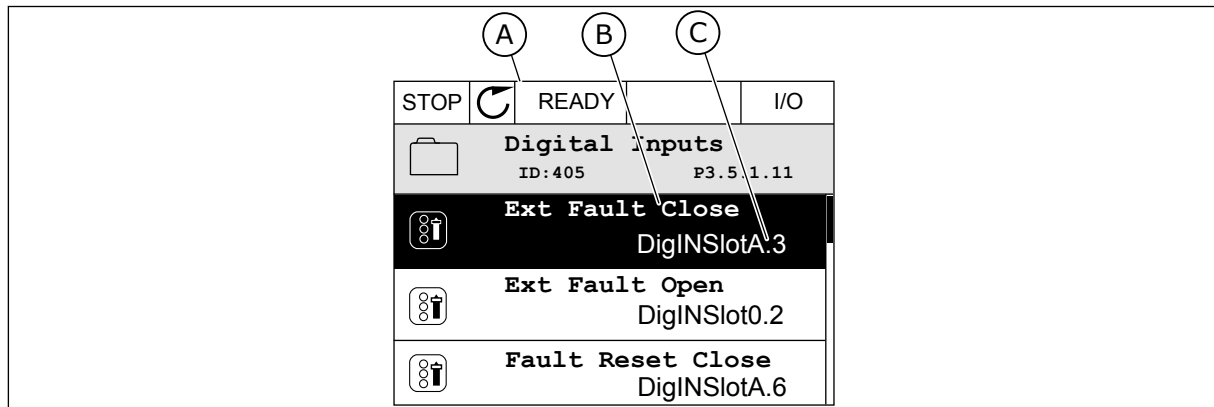 A B C
STOP READY I/O
Digital Inputs
ID:405 P3.5.1.11
Ext Fault Close
DigINSlotA.3
Ext Fault Open
DigINSlot0.2
Fault Reset Close
DigINSlotA.6